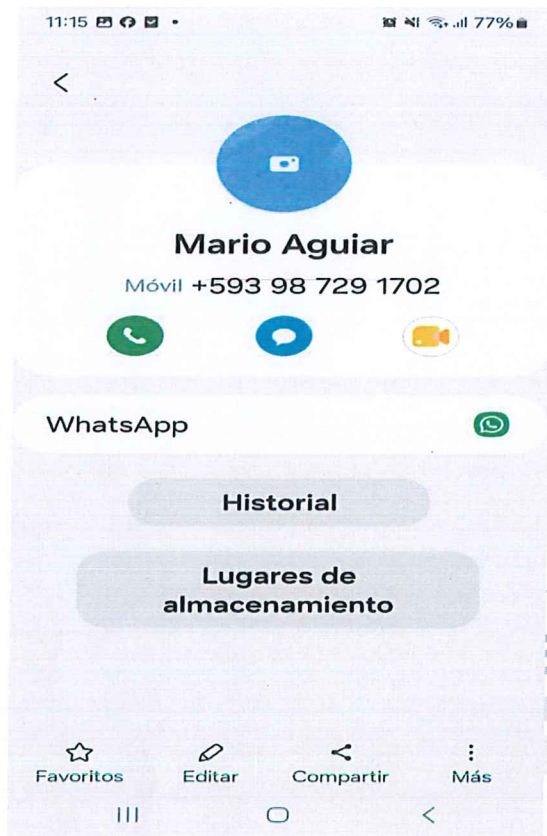 11:15
77%
Mario Aguiar
Móvil +593 98 729 1702
WhatsApp
Historial
Lugares de
almacenamiento
Favoritos Editar Compartir Más